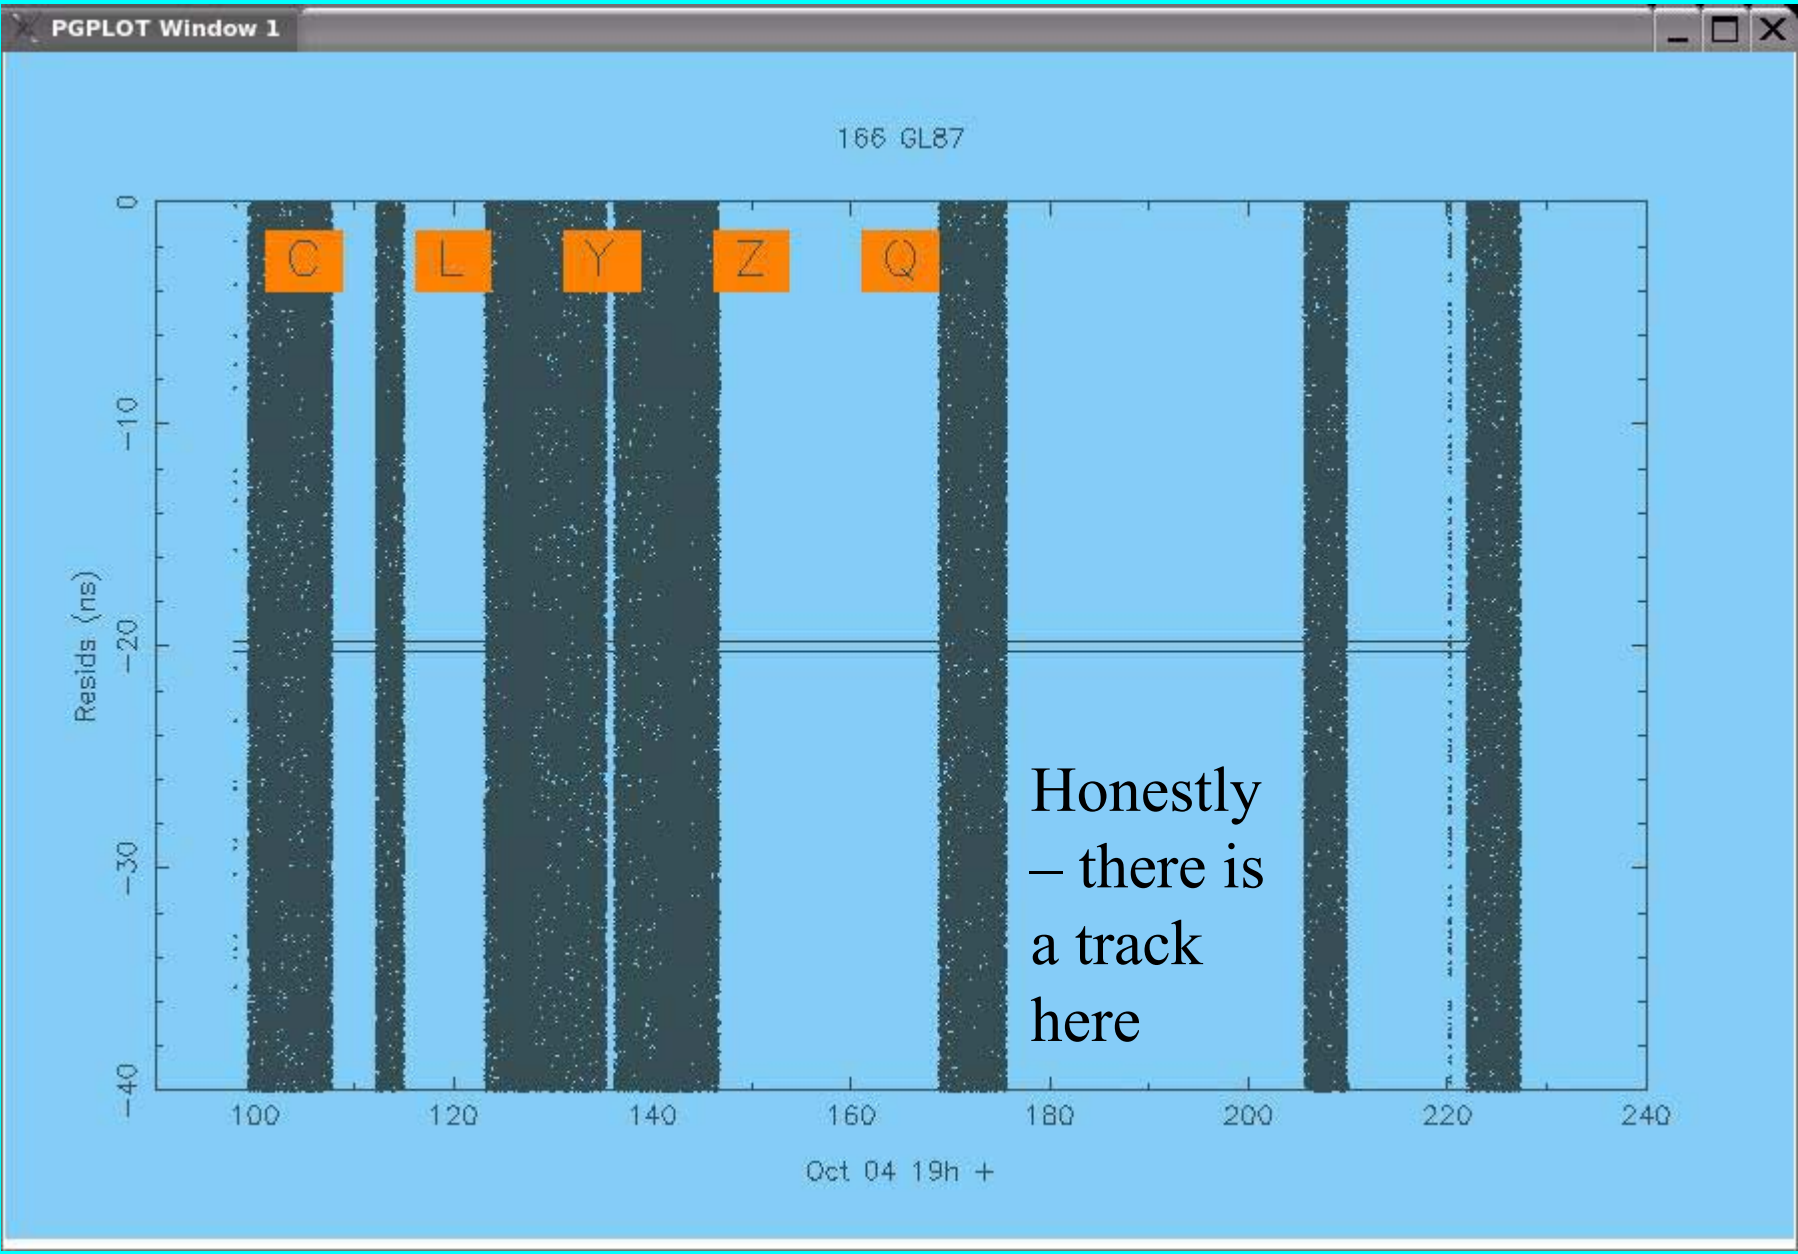 PGPLOT Window 1
166 GL87
C L Y Z Q
0
-10
-20
-30
-40
Resids (ns)
Honestly
– there is
a track
here
100 120 140 160 180 200 220 240
Oct 04 19h +